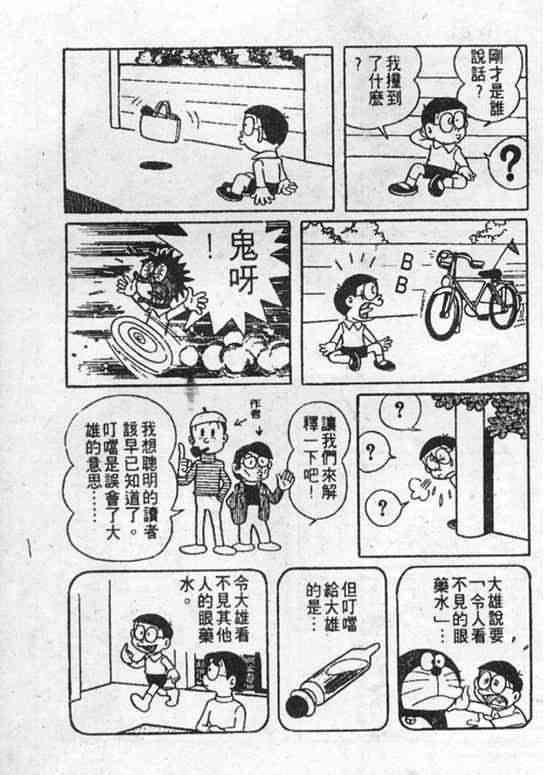 剛才是誰
說話？
？
我撞到
了什麼
？
B
B
鬼呀
！
？
？
？
讓我們來解
釋一下吧！
作者
我想聰明的讀者
該早已知道了。
叮噹是誤會了大
雄的意思……
大雄說要
「令人看
不見的眼
藥水」…
但叮噹
給大雄
的是…
令大雄看
不見其他
人的眼藥
水。